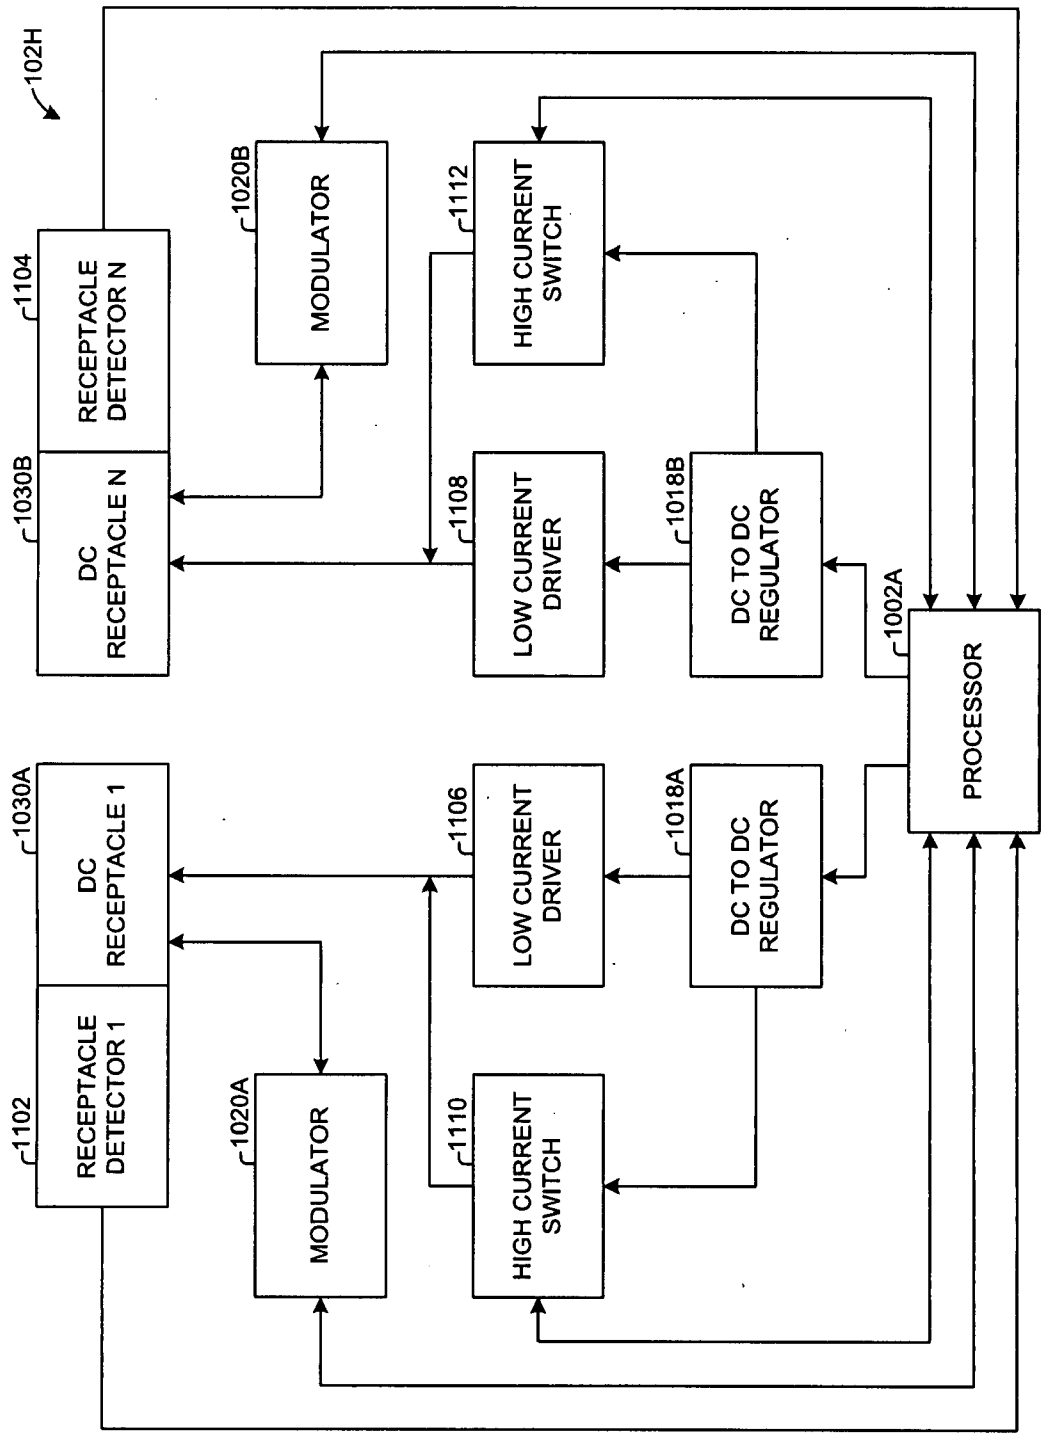 102H
1102
RECEPTACLE
DETECTOR 1
1030A
DC
RECEPTACLE 1
1030B
DC
RECEPTACLE N
1104
RECEPTACLE
DETECTOR N
1020A
MODULATOR
1020B
MODULATOR
1110
HIGH CURRENT
SWITCH
1106
LOW CURRENT
DRIVER
1108
LOW CURRENT
DRIVER
1112
HIGH CURRENT
SWITCH
1018A
DC TO DC
REGULATOR
1018B
DC TO DC
REGULATOR
1002A
PROCESSOR